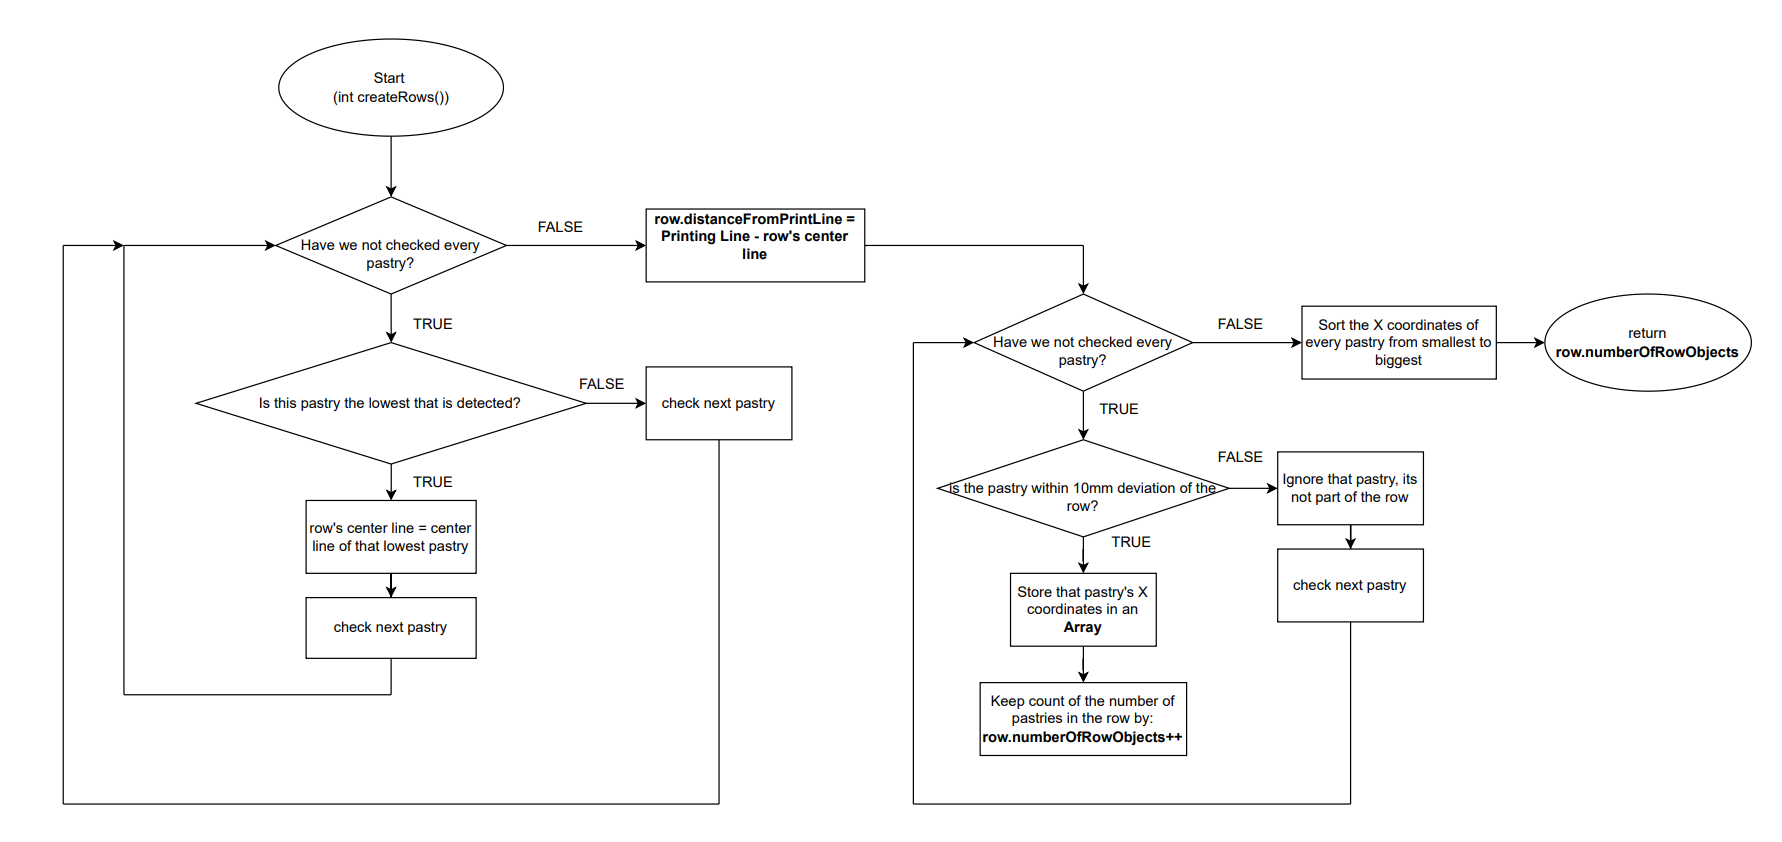 Start
(int createRows())
Have we not checked every
pastry?
FALSE
row.distanceFromPrintLine =
Printing Line - row's center
line
TRUE
Is this pastry the lowest that is detected?
FALSE
check next pastry
TRUE
row's center line = center
line of that lowest pastry
check next pastry
Have we not checked every
pastry?
FALSE
Sort the X coordinates of
every pastry from smallest to
biggest
return
row.numberOfRowObjects
TRUE
is the pastry within 10mm deviation of the
row?
FALSE
Ignore that pastry, its
not part of the row
check next pastry
TRUE
Store that pastry's X
coordinates in an
Array
Keep count of the number of
pastries in the row by:
row.numberOfRowObjects++